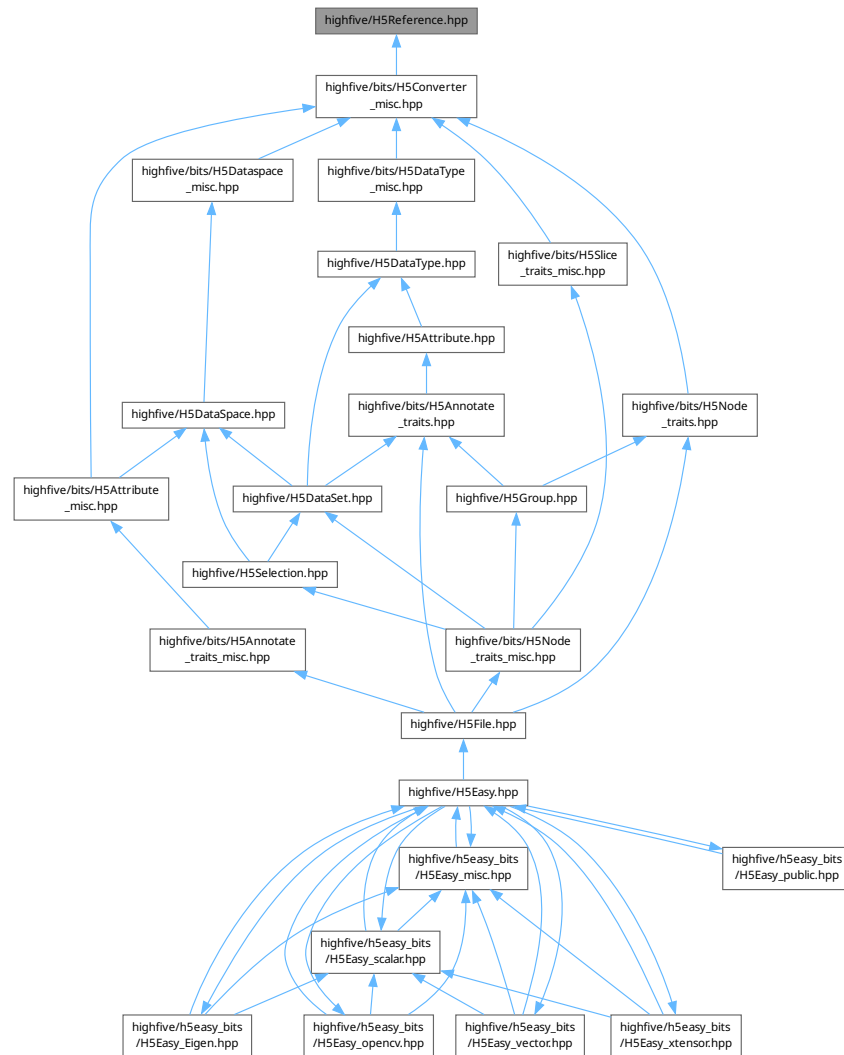 highfive/H5Reference.hpp
highfive/bits/H5Converter
_misc.hpp
highfive/bits/H5Dataspace
_misc.hpp
highfive/bits/H5DataType
_misc.hpp
highfive/H5DataType.hpp
highfive/bits/H5Slice
_traits_misc.hpp
highfive/H5Attribute.hpp
highfive/H5DataSpace.hpp
highfive/bits/H5Annotate
_traits.hpp
highfive/bits/H5Node
_traits.hpp
highfive/bits/H5Attribute
_misc.hpp
highfive/H5DataSet.hpp
highfive/H5Group.hpp
highfive/H5Selection.hpp
highfive/bits/H5Annotate
_traits_misc.hpp
highfive/bits/H5Node
_traits_misc.hpp
highfive/H5File.hpp
highfive/H5Easy.hpp
highfive/h5easy_bits
/H5Easy_misc.hpp
highfive/h5easy_bits
/H5Easy_public.hpp
highfive/h5easy_bits
/H5Easy_scalar.hpp
highfive/h5easy_bits
/H5Easy_Eigen.hpp
highfive/h5easy_bits
/H5Easy_opencv.hpp
highfive/h5easy_bits
/H5Easy_vector.hpp
highfive/h5easy_bits
/H5Easy_xtensor.hpp